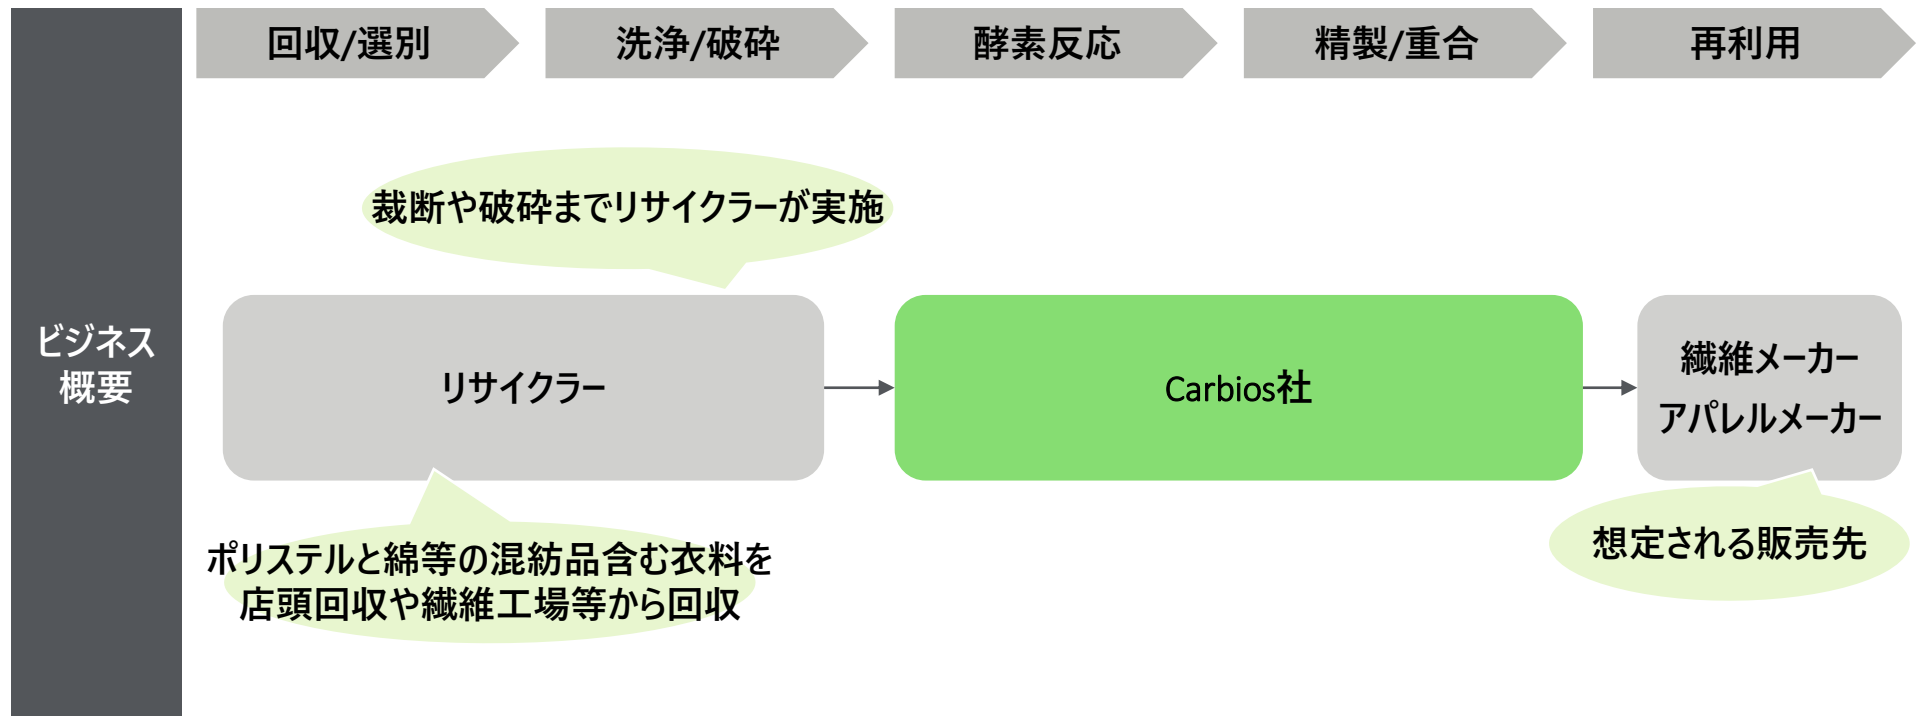 回収/選別
洗浄/破砕
酵素反応
精製/重合
再利用
裁断や破砕までリサイクラーが実施
ビジネス
概要
リサイクラー
Carbios社
繊維メーカー
アパレルメーカー
ポリステルと綿等の混紡品含む衣料を
店頭回収や繊維工場等から回収
想定される販売先